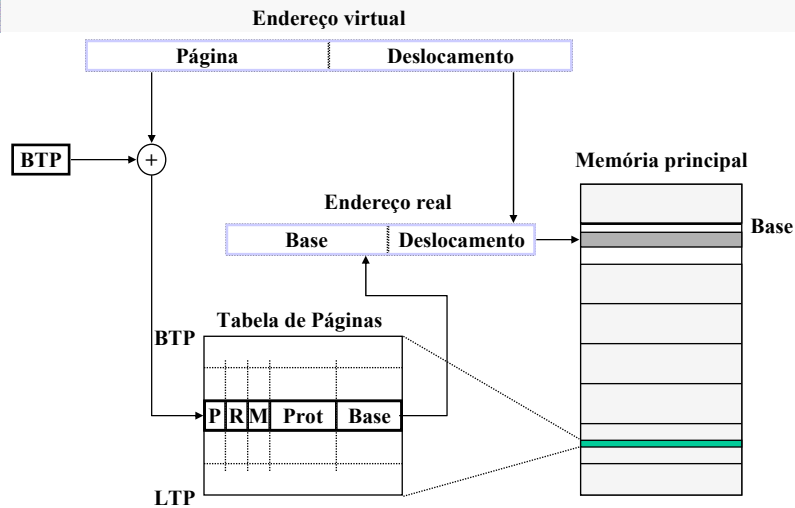 Endereço virtual
Página Deslocamento
BTP +
Memória principal
Endereço real
Base Deslocamento
Base
Tabela de Páginas
BTP
P R M Prot Base
LTP